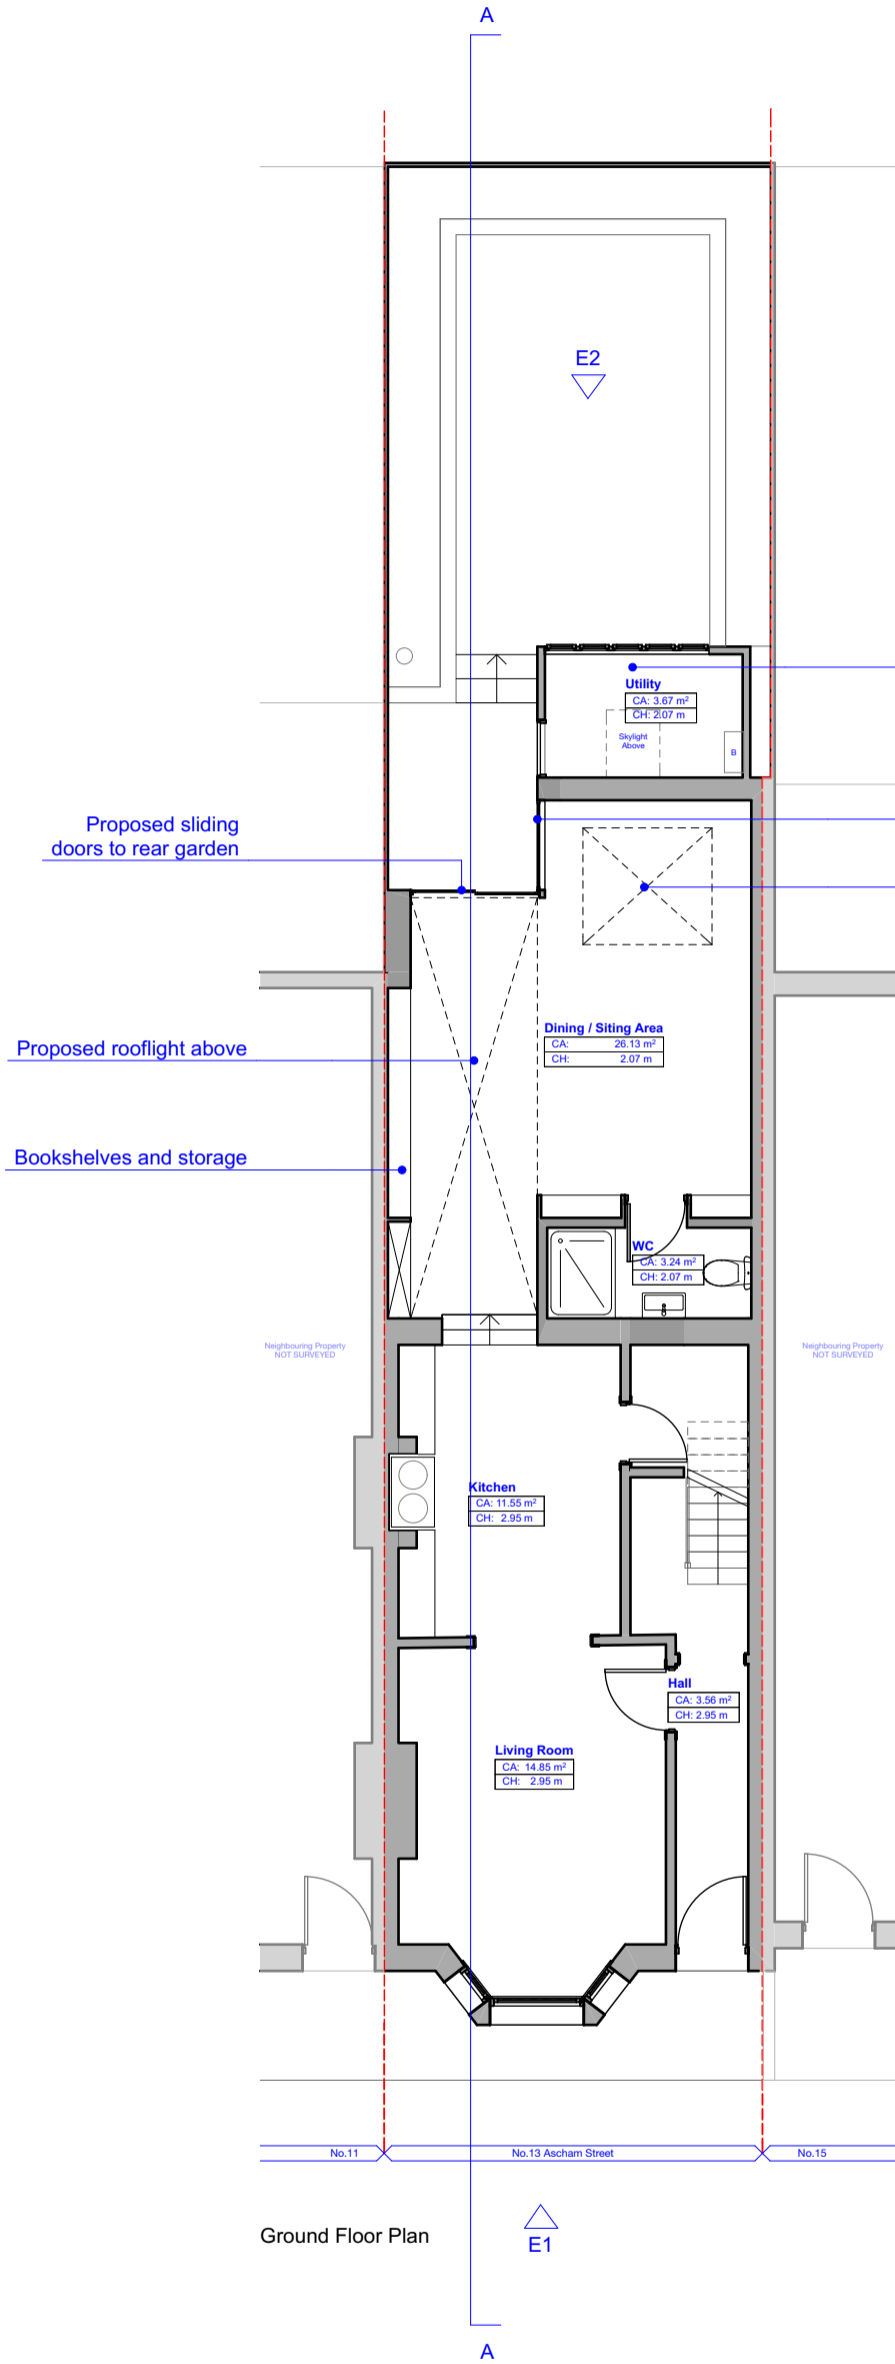 A
E2
Utility
CA: 3.67 m²
CH: 2.07 m
Skylight
Above
B
Proposed sliding
doors to rear garden
Dining / Siting Area
CA: 26.13 m²
CH: 2.07 m
Proposed rooflight above
Bookshelves and storage
WC
CA: 3.24 m²
CH: 2.07 m
Neighbouring Property
NOT SURVEYED
Neighbouring Property
NOT SURVEYED
Kitchen
CA: 11.55 m²
CH: 2.95 m
Hall
CA: 3.56 m²
CH: 2.95 m
Living Room
CA: 14.85 m²
CH: 2.95 m
No.11
No.13 Ascham Street
No.15
Ground Floor Plan
E1
A